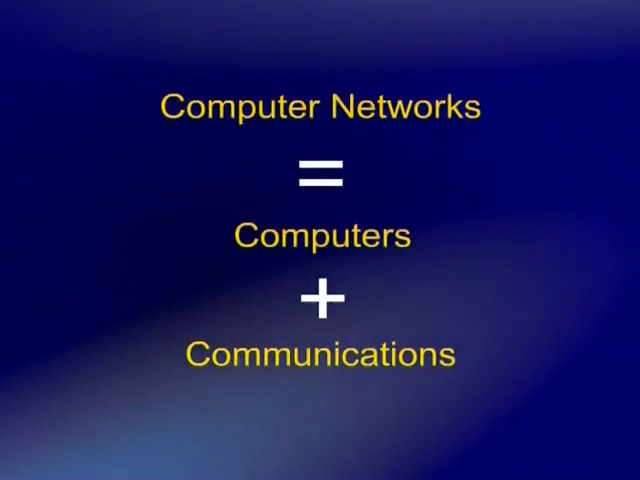 Computer Networks
=
Computers
+
Communications